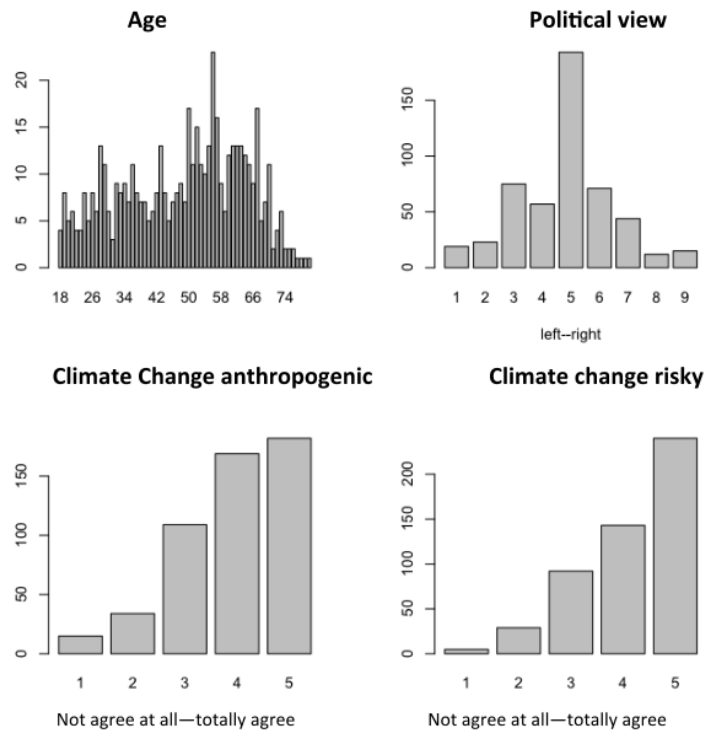 Age
20
15
10
5
0
18 26 34 42 50 58 66 74
Political view
150
100
50
0
1 2 3 4 5 6 7 8 9
left--right
Climate Change anthropogenic
150
100
50
0
1 2 3 4 5
Not agree at all—totally agree
Climate change risky
200
150
100
50
0
1 2 3 4 5
Not agree at all—totally agree